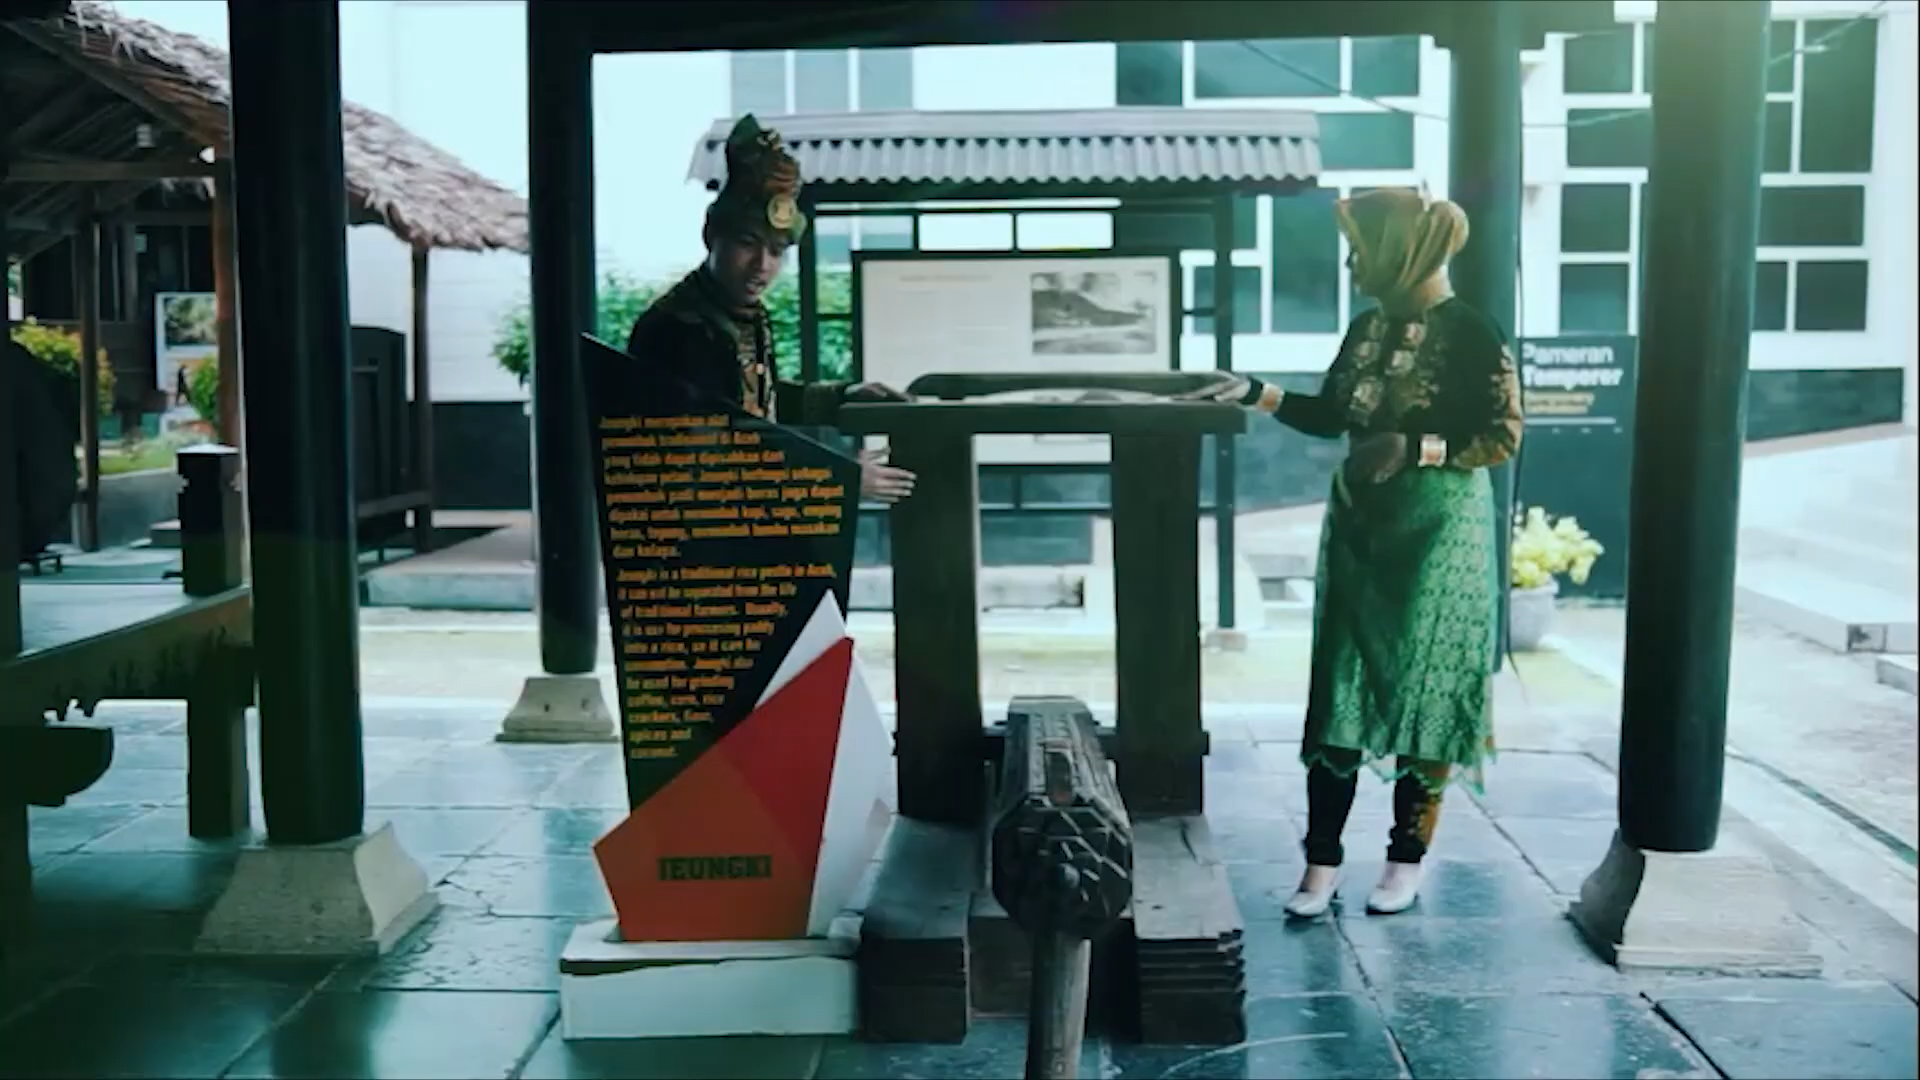 Jeungki merupakan alat
penumbuk tradisional di Aceh
yang tidak dapat dipisahkan dari
kehidupan petani. Jeungki berfungsi sebagai
penumbuk padi menjadi beras juga dapat
dipakai untuk menumbuk kopi, sagu, emping
beras, tepung, menumbuk bumbu masakan
dan kelapa.
Jeungki is a traditional rice pestle in Aceh,
it can not be separated from the life
of traditional farmers. Usually,
it is use for processing paddy
into a rice, so it can be
consumption. Jeungki also
be used for grinding
coffee, corn, rice
crackers, flour,
spices and
coconut.
JEUNGKI
Pameran
Temporer
Temporary
Exhibition